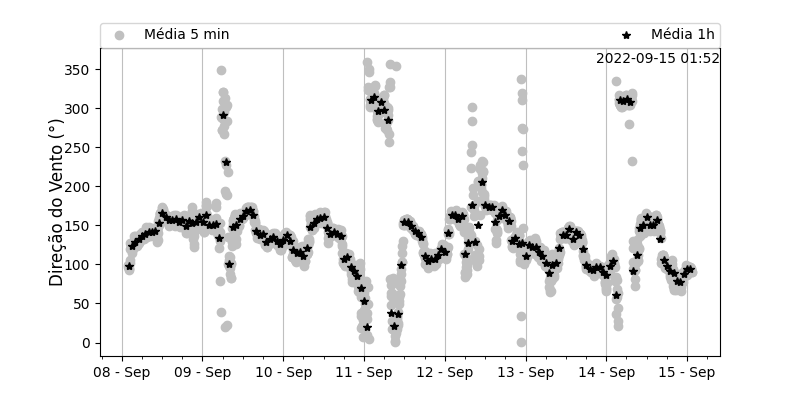 Média 5 min
Média 1h
2022-09-15 01:52
Direção do Vento (°)
350
300
250
200
150
100
50
0
08 - Sep
09 - Sep
10 - Sep
11 - Sep
12 - Sep
13 - Sep
14 - Sep
15 - Sep